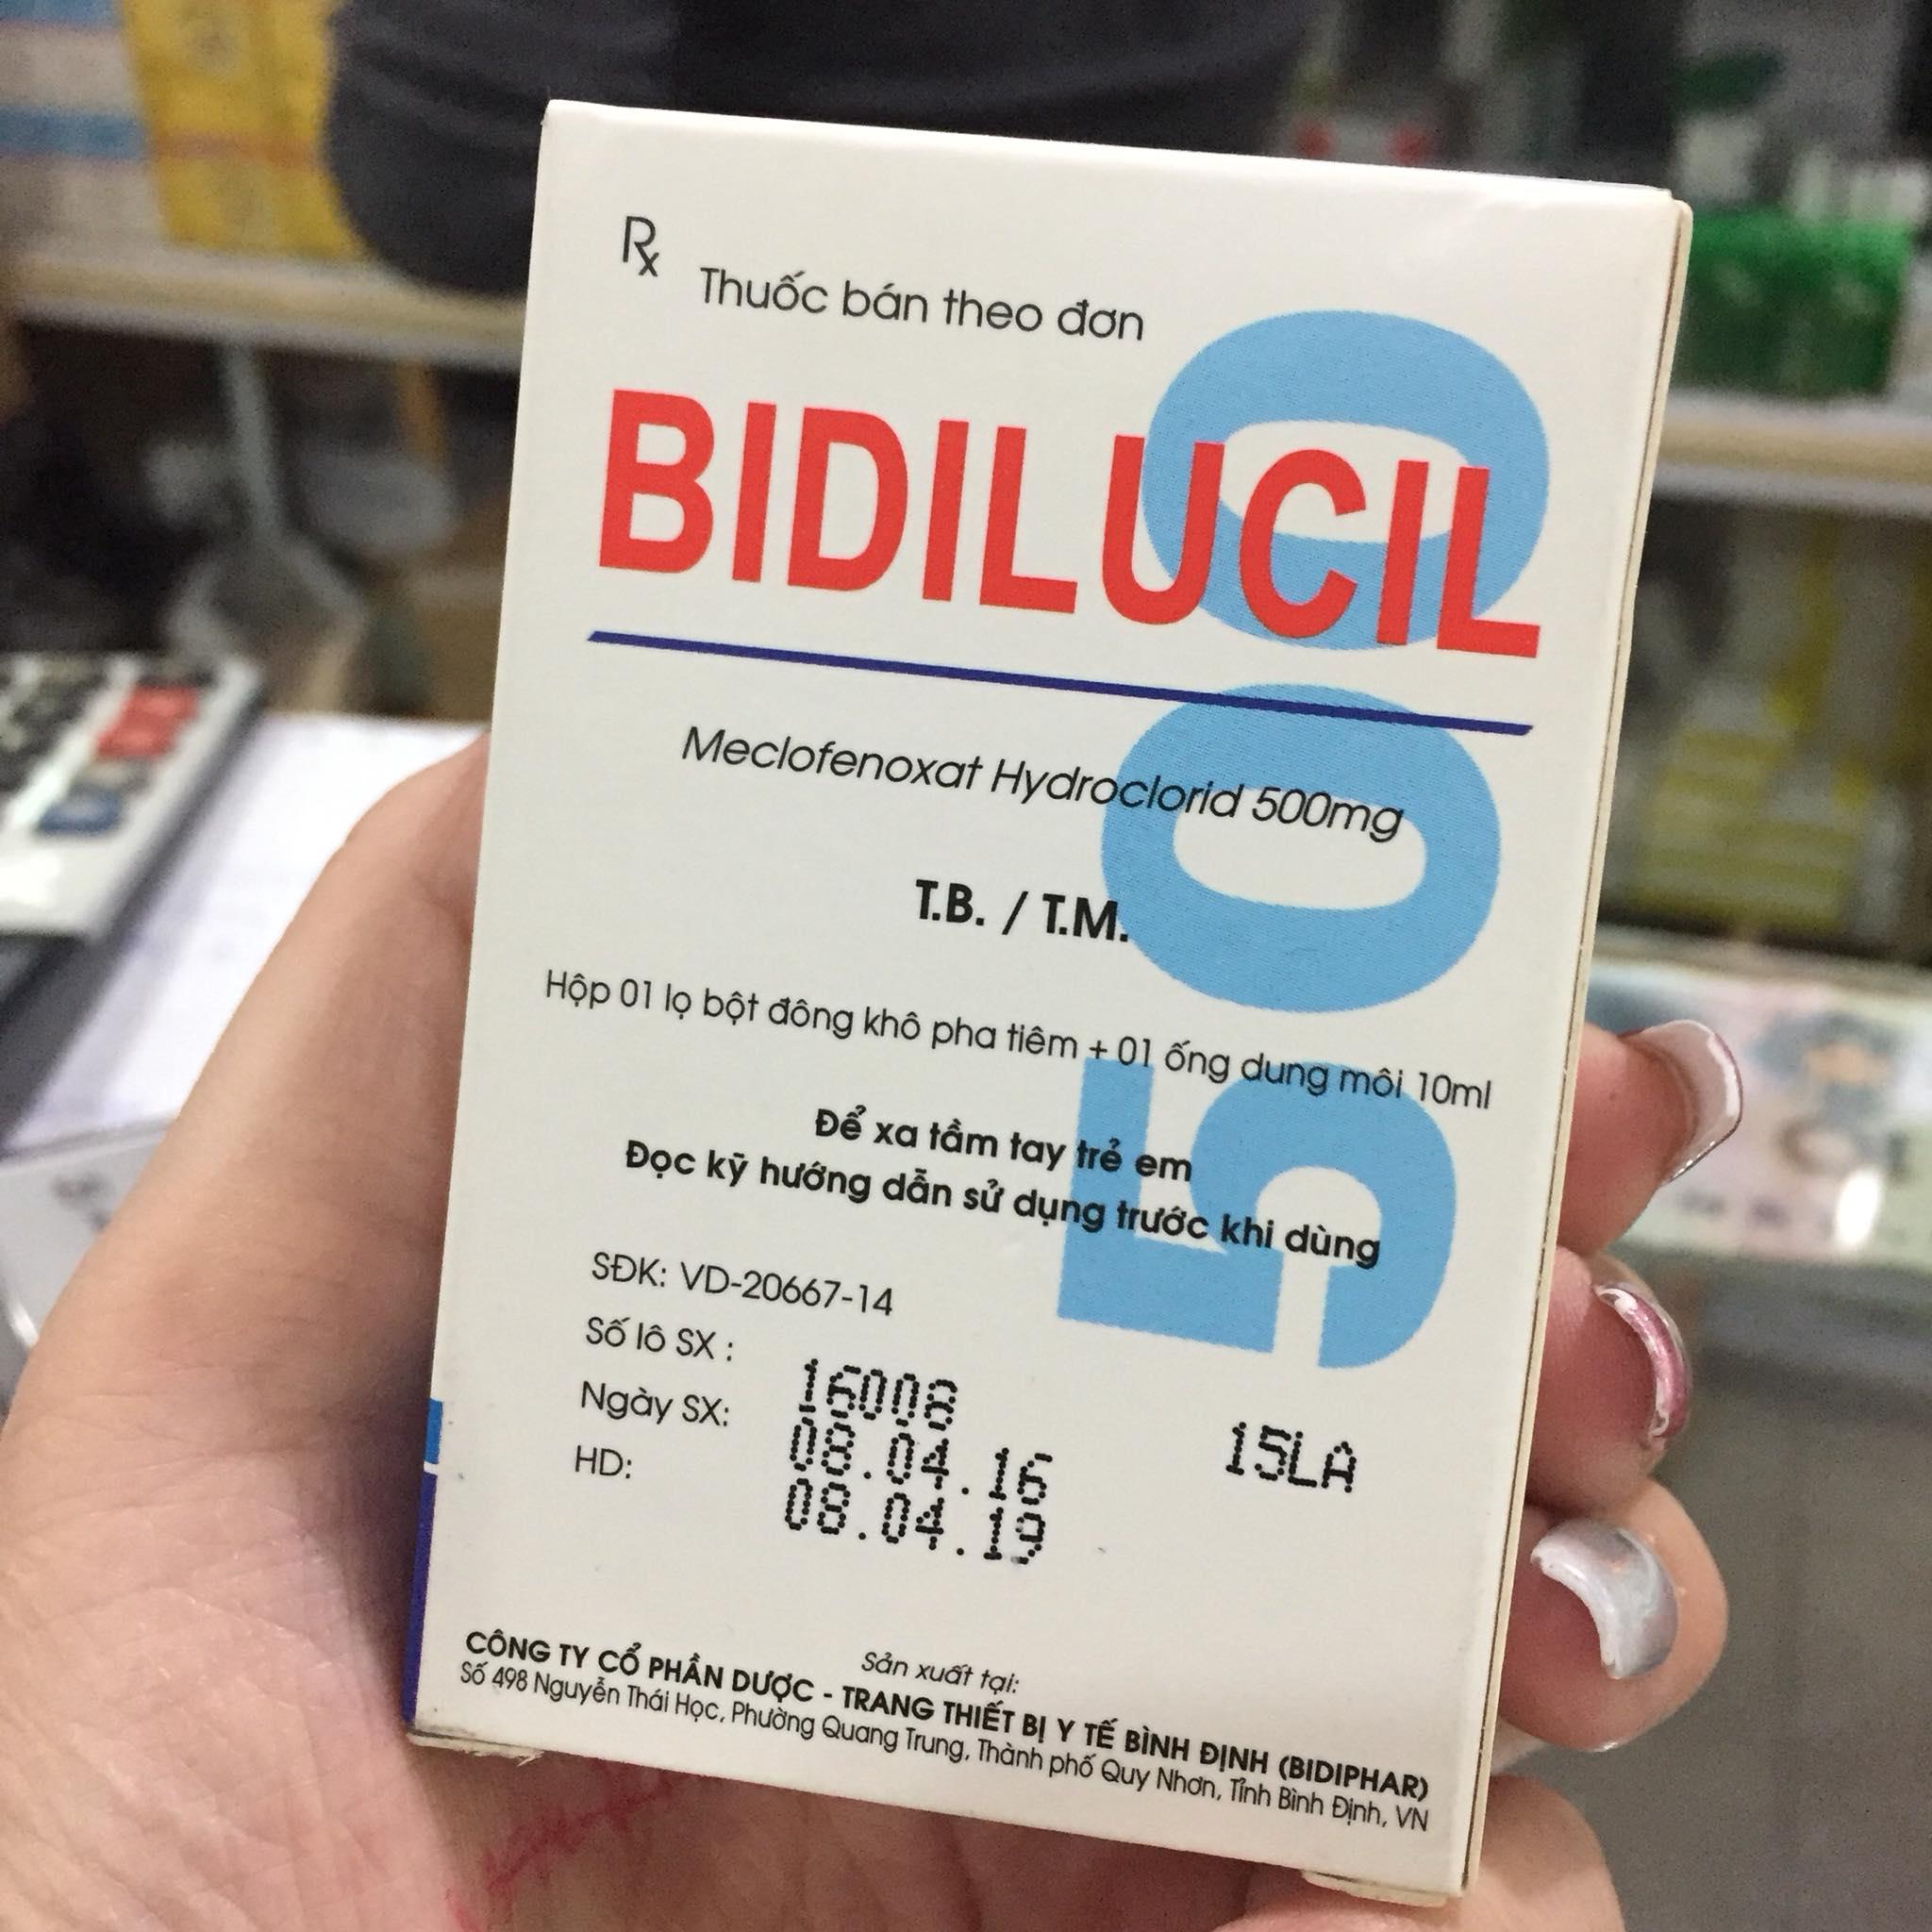 Rx Thuốc bán theo đơn
BIDILUCIL
500
Meclofenoxat Hydroclorid 500mg
T.B. / T.M.
Hộp 01 lọ bột đông khô pha tiêm + 01 ống dung môi 10ml
Để xa tầm tay trẻ em
Đọc kỹ hướng dẫn sử dụng trước khi dùng
SĐK: VD-20667-14
Số lô SX : 16008
Ngày SX: 08.04.16 15LA
HD: 08.04.19
Sản xuất tại:
CÔNG TY CỔ PHẦN DƯỢC - TRANG THIẾT BỊ Y TẾ BÌNH ĐỊNH (BIDIPHAR)
Số 498 Nguyễn Thái Học, Phường Quang Trung, Thành phố Quy Nhơn, Tỉnh Bình Định, VN